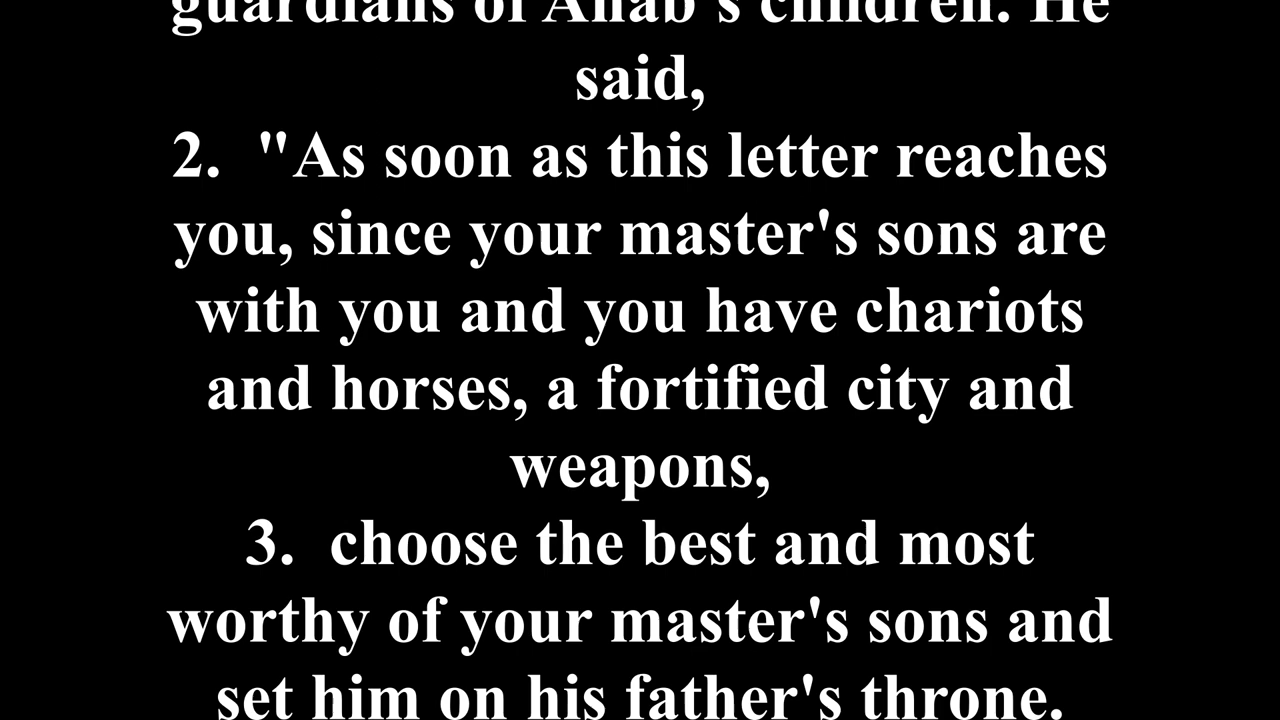 guardians of Ahab's children. He
said,
2.  "As soon as this letter reaches
you, since your master's sons are
with you and you have chariots
and horses, a fortified city and
weapons,
3.  choose the best and most
worthy of your master's sons and
set him on his father's throne.